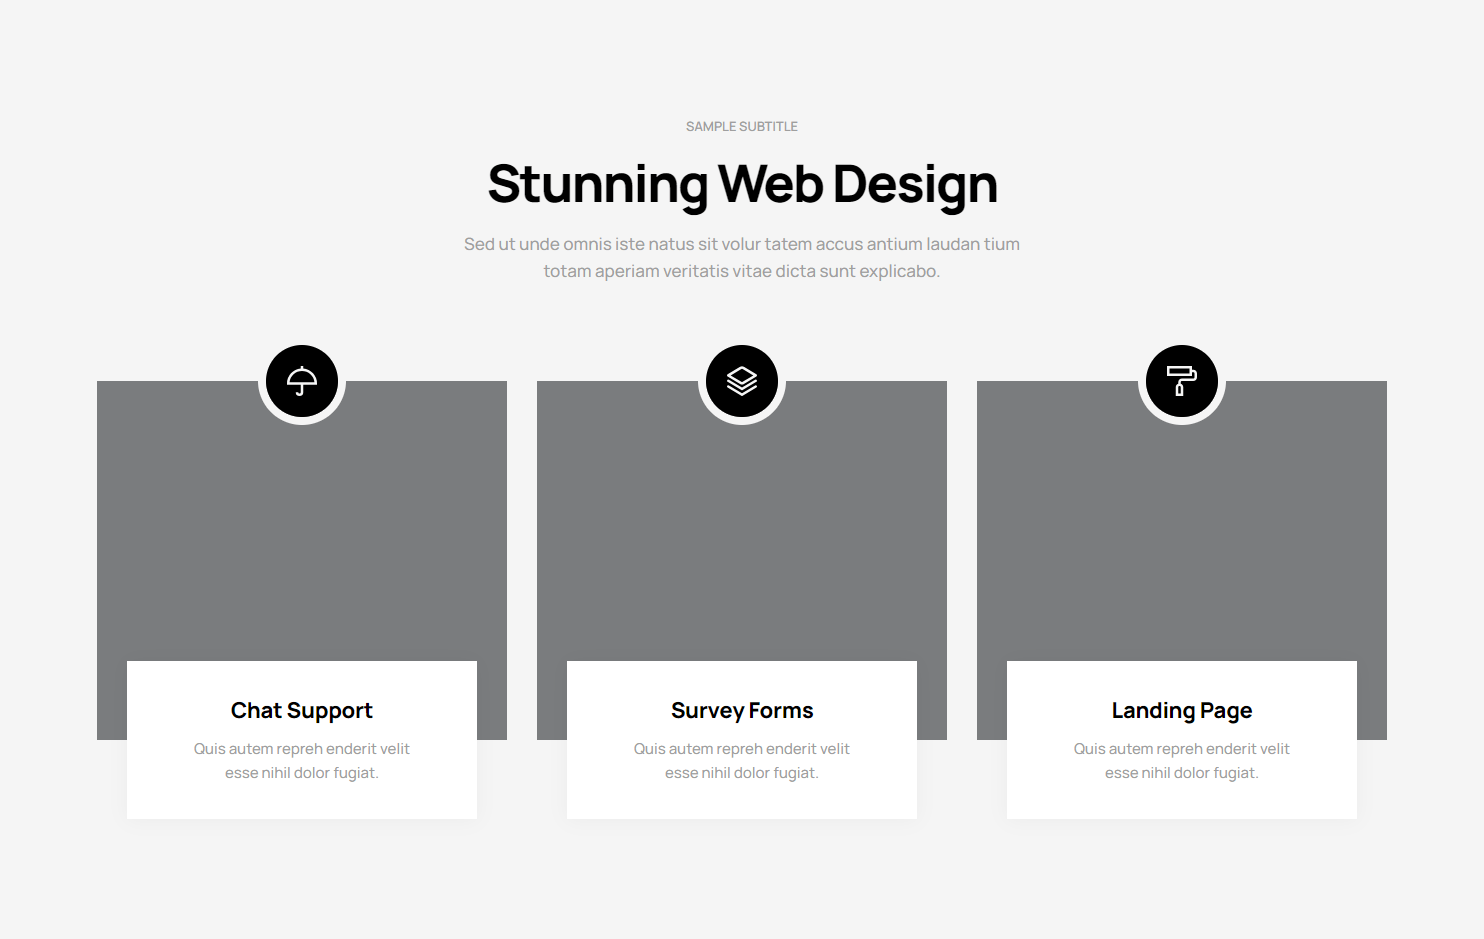 SAMPLE SUBTITLE
Stunning Web Design
Sed ut unde omnis iste natus sit volur tatem accus antium laudan tium
totam aperiam veritatis vitae dicta sunt explicabo.
Chat Support
Quis autem repreh enderit velit
esse nihil dolor fugiat.
Survey Forms
Quis autem repreh enderit velit
esse nihil dolor fugiat.
Landing Page
Quis autem repreh enderit velit
esse nihil dolor fugiat.